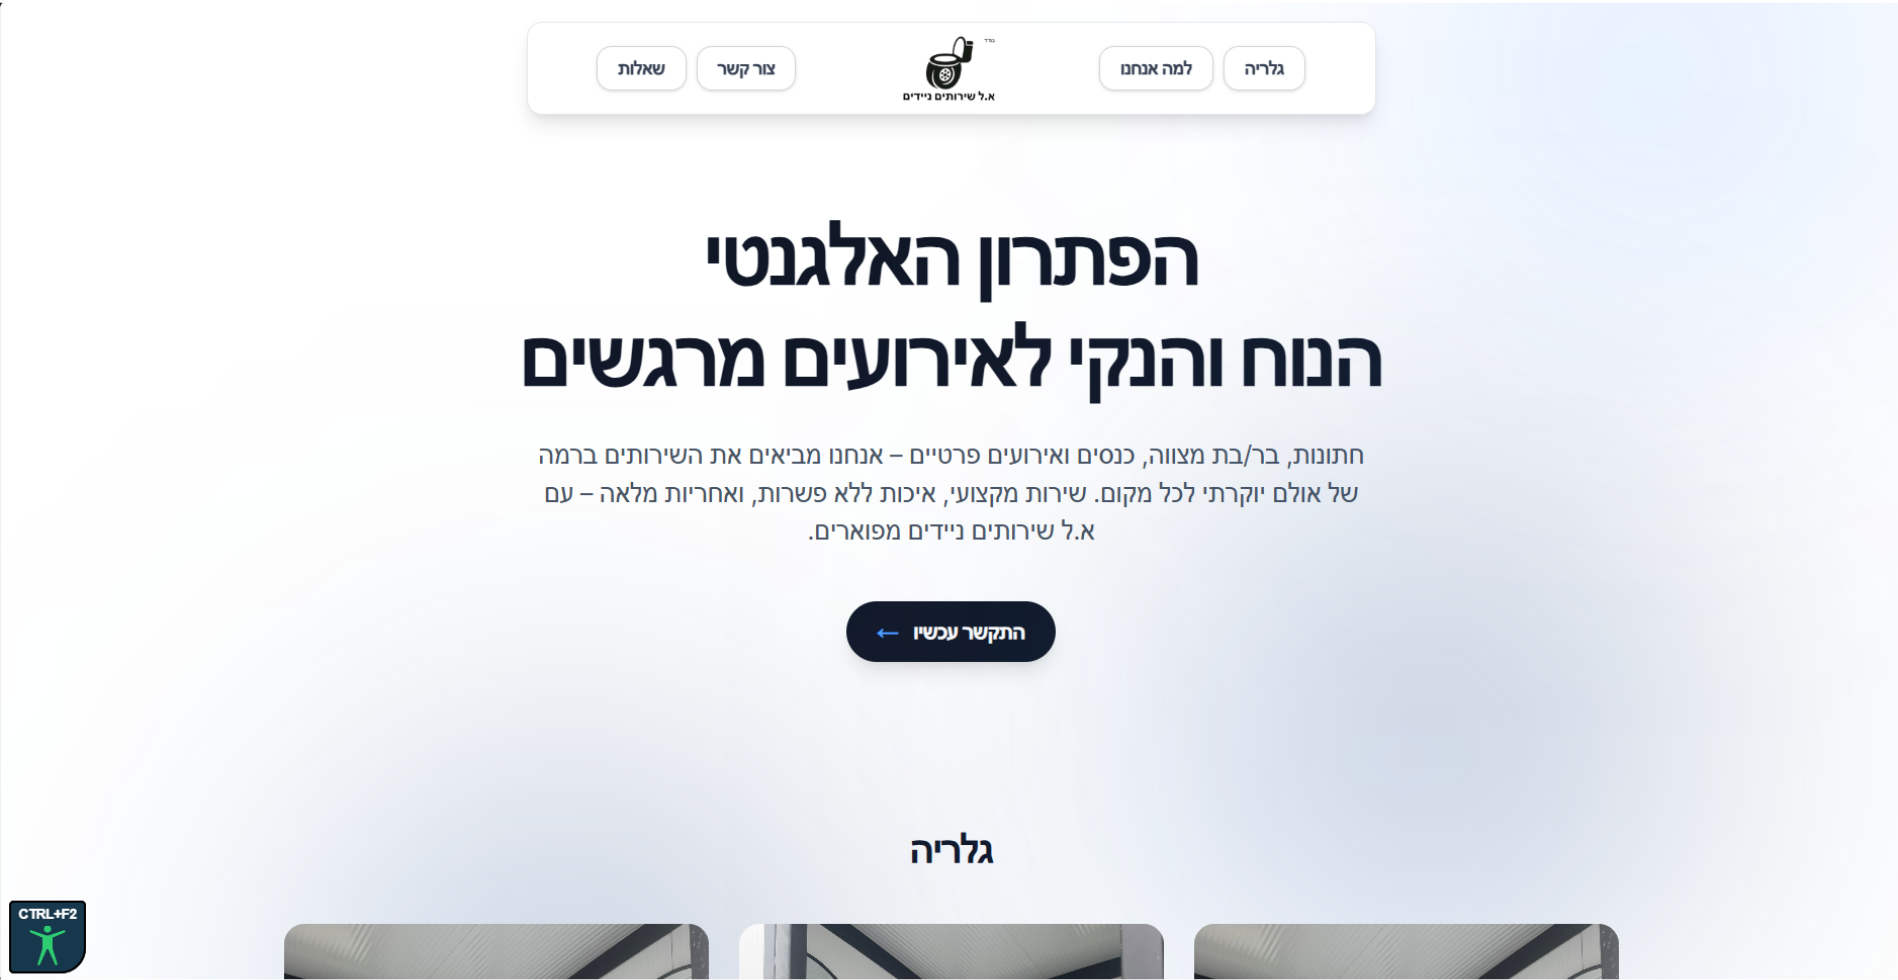 גלריה
למה אנחנו
א.ל שירותים ניידים
צור קשר
שאלות
הפתרון האלגנטי
הנוח והנקי לאירועים מרגשים
חתונות, בר/בת מצווה, כנסים ואירועים פרטיים – אנחנו מביאים את השירותים ברמה
של אולם יוקרתי לכל מקום. שירות מקצועי, איכות ללא פשרות, ואחריות מלאה – עם
א.ל שירותים ניידים מפוארים.
התקשר עכשיו ←
גלריה
CTRL+F2